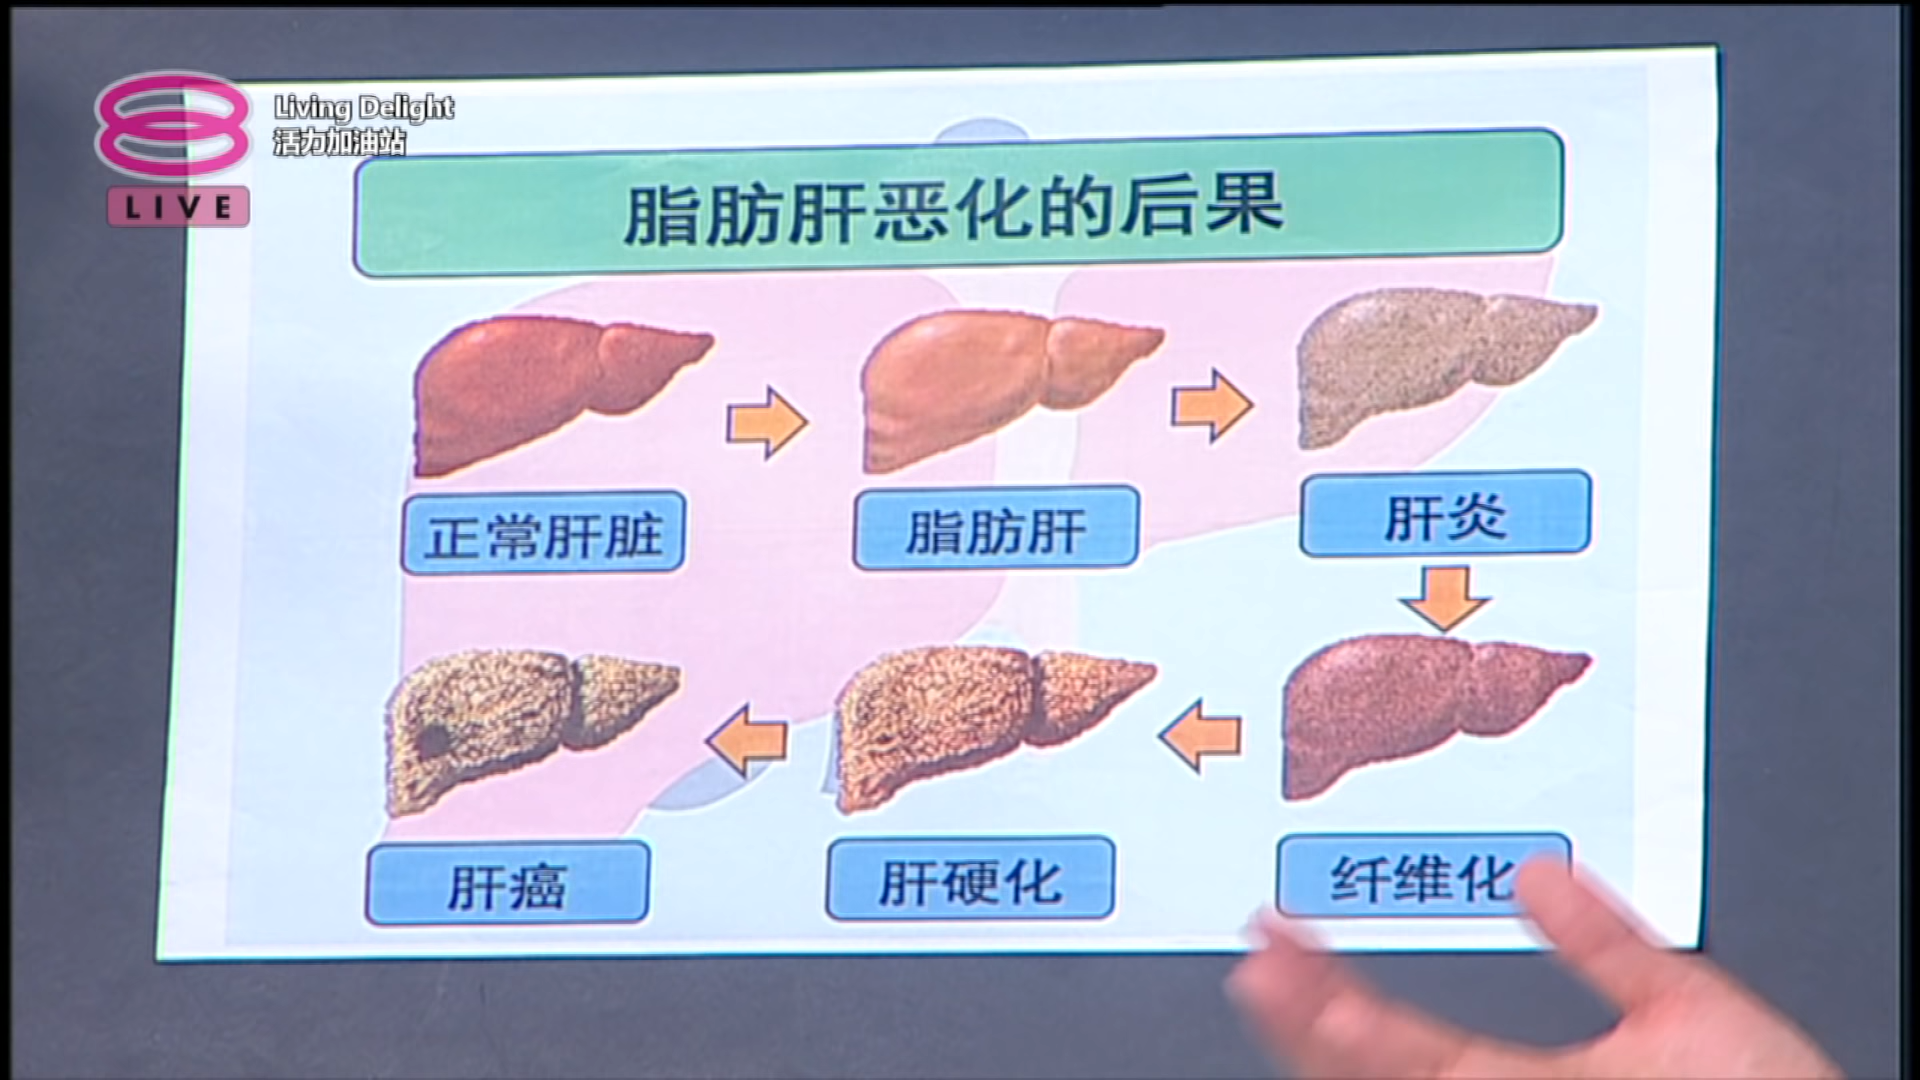 Living Delight
活力加油站
LIVE
脂肪肝恶化的后果
正常肝脏
脂肪肝
肝炎
肝癌
肝硬化
纤维化